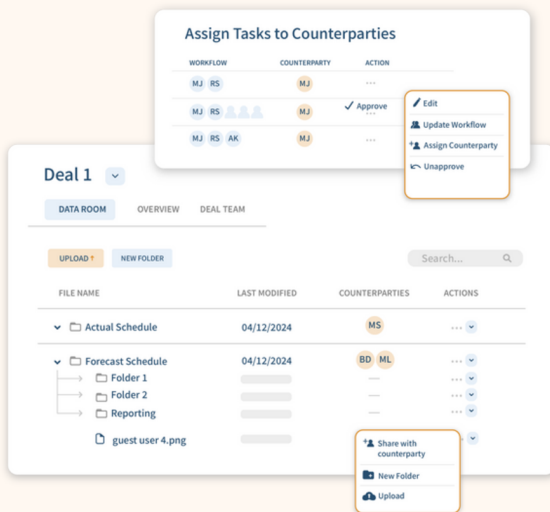 Assign Tasks to Counterparties
WORKFLOW COUNTERPARTY ACTION
MJ RS MJ ...
MJ RS MJ Approve ...
MJ RS AK MJ ...
Edit
Update Workflow
Assign Counterparty
Unapprove
Deal 1
DATA ROOM OVERVIEW DEAL TEAM
UPLOAD NEW FOLDER Search...
FILE NAME LAST MODIFIED COUNTERPARTIES ACTIONS
Actual Schedule 04/12/2024 MS ...
Forecast Schedule 04/12/2024 BD ML ...
Folder 1 — ...
Folder 2 — ...
Reporting — ...
guest user 4.png
Share with
counterparty
New Folder
Upload